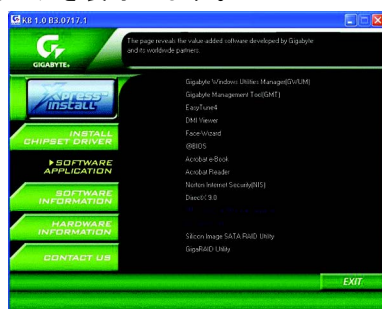 K8 1.0 B3.0717.1
The page reveals the value-added software developed by Gigabyte
and its worldwide partners.
GIGABYTE
Xpress
INSTALL
Gigabyte Windows Utilities Manager(GWUM)
Gigabyte Management Tool(GMT)
EasyTune4
DMI Viewer
Face-Wizard
@BIOS
Acrobat e-Book
Acrobat Reader
Norton Internet Security(NIS)
DirectX 9.0
Silicon Image SATA RAID Utility
GigaRAID Utility
INSTALL
CHIPSET DRIVER
SOFTWARE
APPLICATION
SOFTWARE
INFORMATION
HARDWARE
INFORMATION
CONTACT US
EXIT